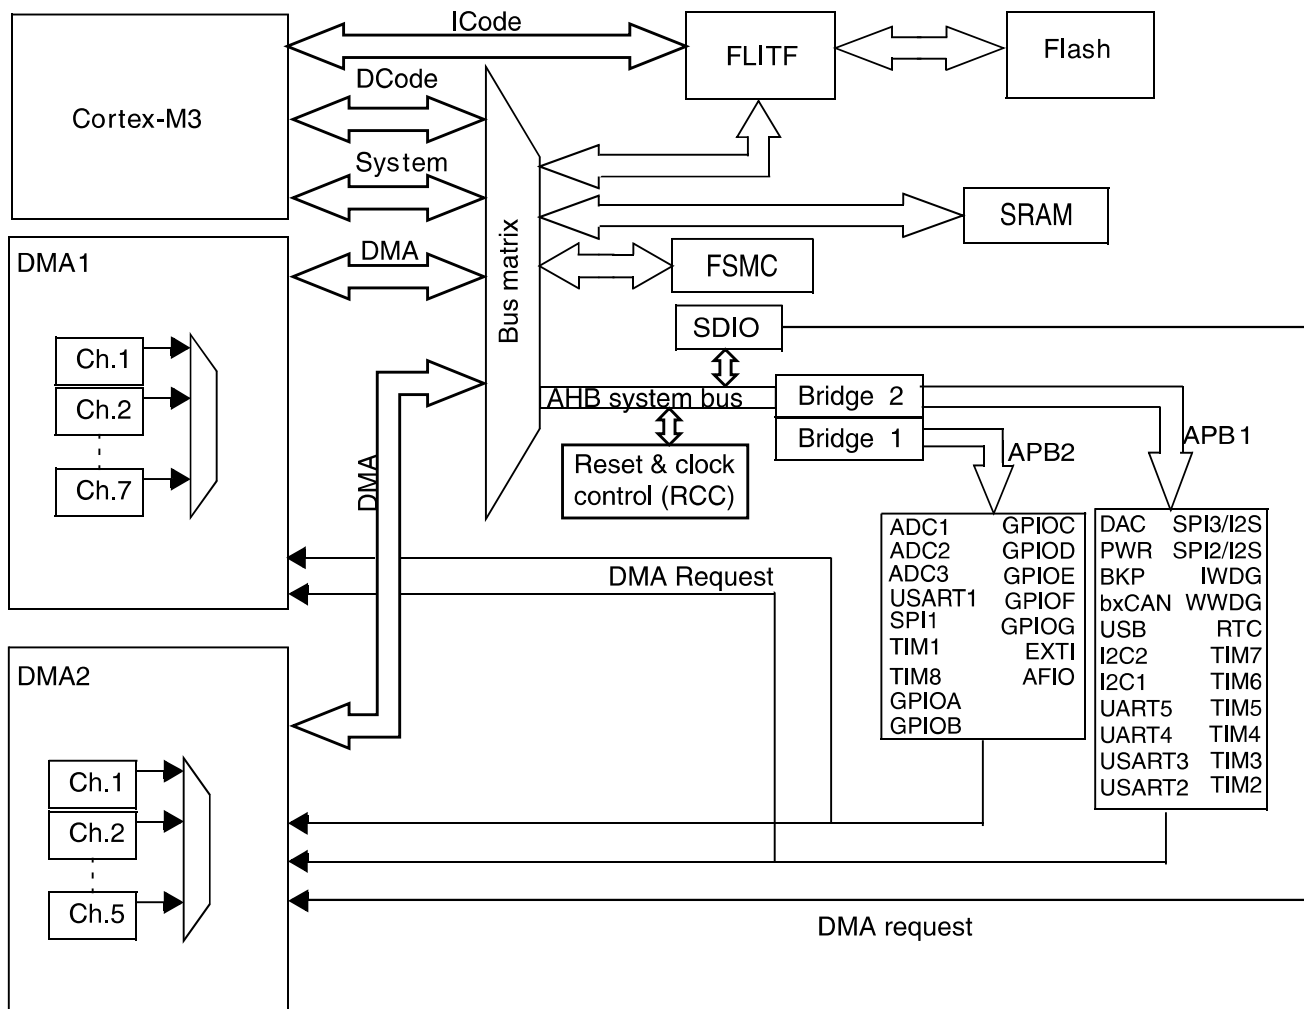 ICode
FLITF
Flash
DCode
Cortex-M3
System
SRAM
DMA1
DMA
Bus matrix
FSMC
SDIO
Ch.1
Ch.2
Ch.7
AHB system bus
Bridge 2
Bridge 1
APB2
APB1
Reset & clock
control (RCC)
DMA
DMA Request
ADC1 GPIOC
ADC2 GPIOD
ADC3 GPIOE
USART1 GPIOF
SPI1 GPIOG
TIM1 EXTI
TIM8 AFIO
GPIOA
GPIOB
DAC SPI3/I2S
PWR SPI2/I2S
BKP IWDG
bxCAN WWDG
USB RTC
I2C2 TIM7
I2C1 TIM6
UART5 TIM5
UART4 TIM4
USART3 TIM3
USART2 TIM2
DMA2
Ch.1
Ch.2
Ch.5
DMA request